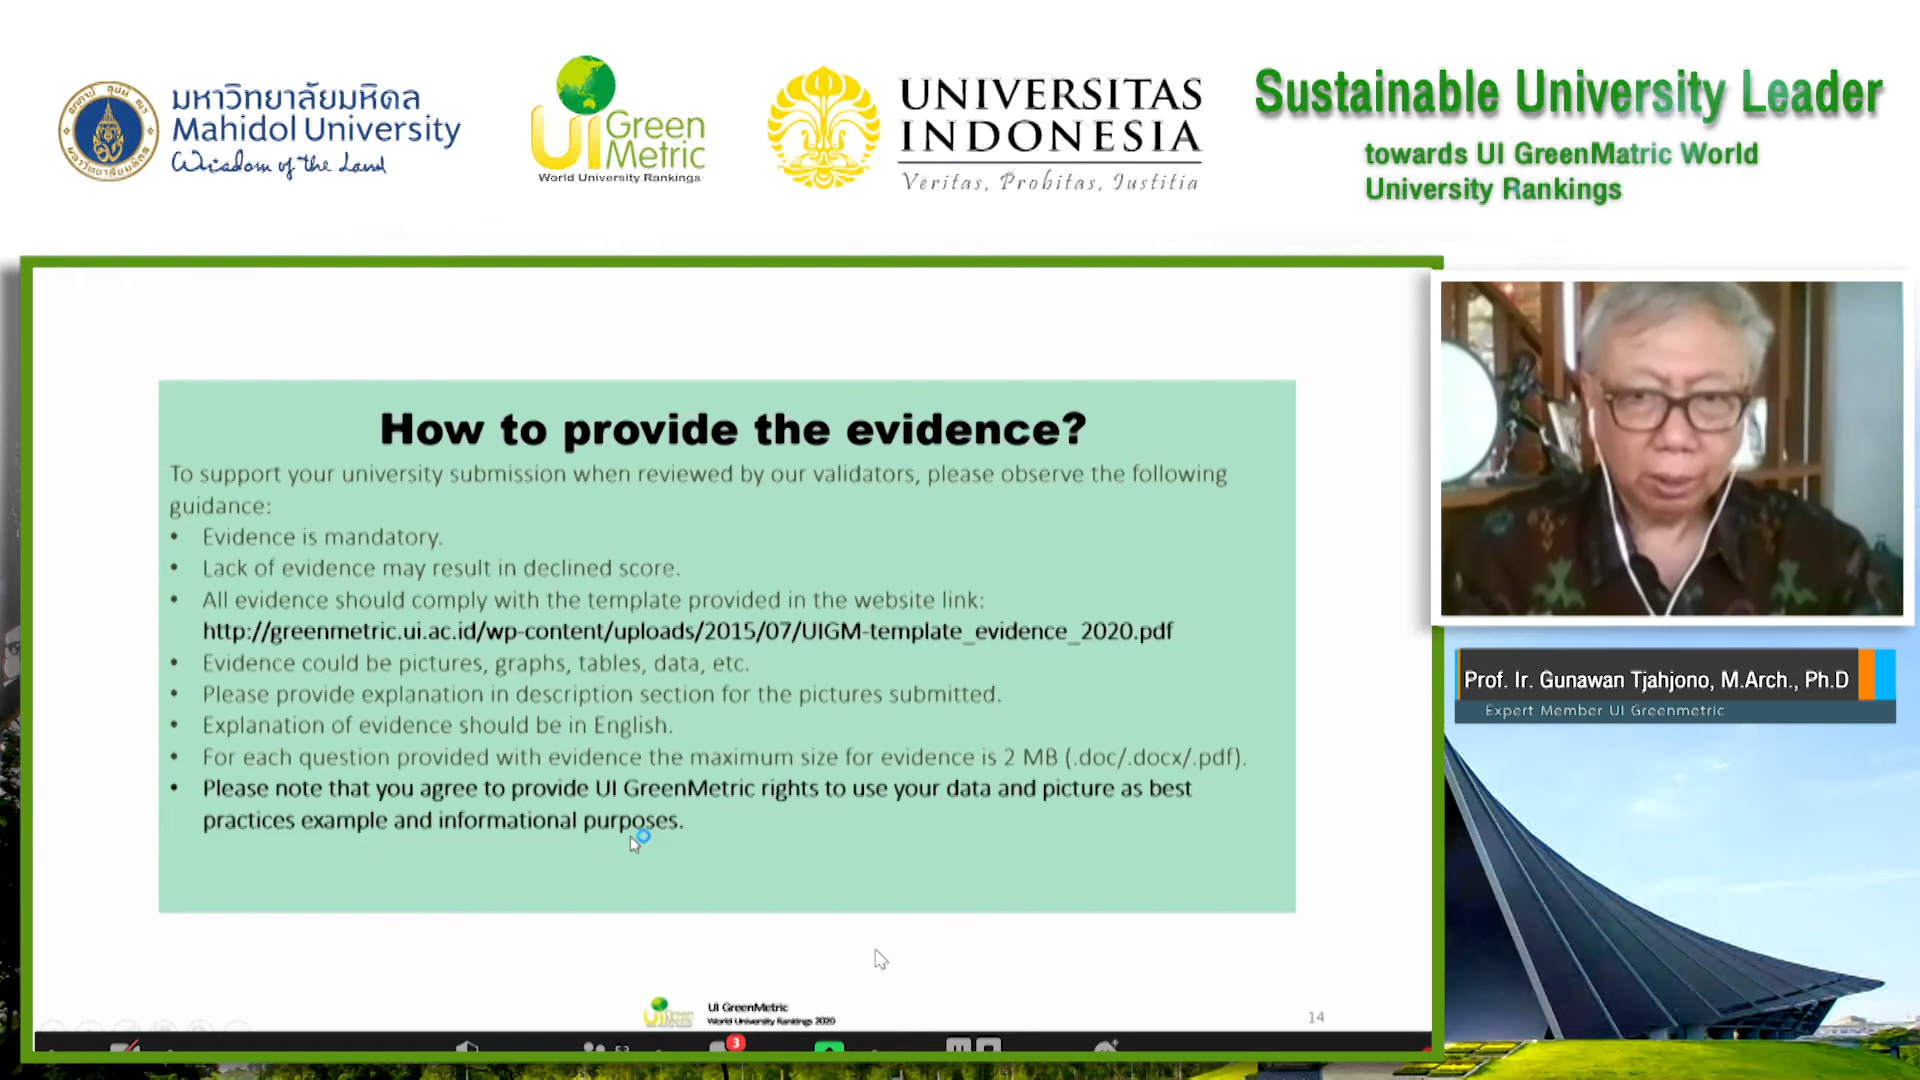 มหาวิทยาลัยมหิดล
Mahidol University
Wisdom of the Land
UI Green
Metric
World University Rankings
UNIVERSITAS
INDONESIA
Veritas, Probitas, Iustitia
Sustainable University Leader
towards UI GreenMatric World
University Rankings
How to provide the evidence?
To support your university submission when reviewed by our validators, please observe the following
guidance:
• Evidence is mandatory.
• Lack of evidence may result in declined score.
• All evidence should comply with the template provided in the website link:
http://greenmetric.ui.ac.id/wp-content/uploads/2015/07/UIGM-template_evidence_2020.pdf
• Evidence could be pictures, graphs, tables, data, etc.
• Please provide explanation in description section for the pictures submitted.
• Explanation of evidence should be in English.
• For each question provided with evidence the maximum size for evidence is 2 MB (.doc/.docx/.pdf).
• Please note that you agree to provide UI GreenMetric rights to use your data and picture as best
practices example and informational purposes.
UI GreenMetric
World University Rankings 2020
14
3
Prof. Ir. Gunawan Tjahjono, M.Arch., Ph.D
Expert Member UI Greenmetric